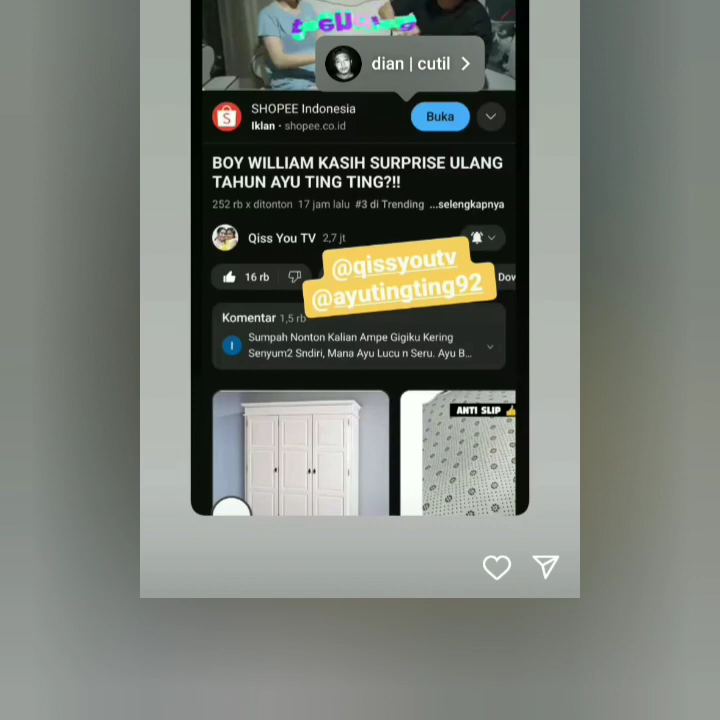 dian | cutil
SHOPEE Indonesia
Iklan · shopee.co.id
Buka
BOY WILLIAM KASIH SURPRISE ULANG
TAHUN AYU TING TING?!!
252 rb x ditonton 17 jam lalu #3 di Trending ...selengkapnya
Qiss You TV 2,7 jt
@qissyoutv
@ayutingting92
16 rb
Dow
Komentar 1,5 rb
Sumpah Nonton Kalian Ampe Gigiku Kering
Senyum2 Sndiri, Mana Ayu Lucu n Seru. Ayu B...
ANTI SLIP